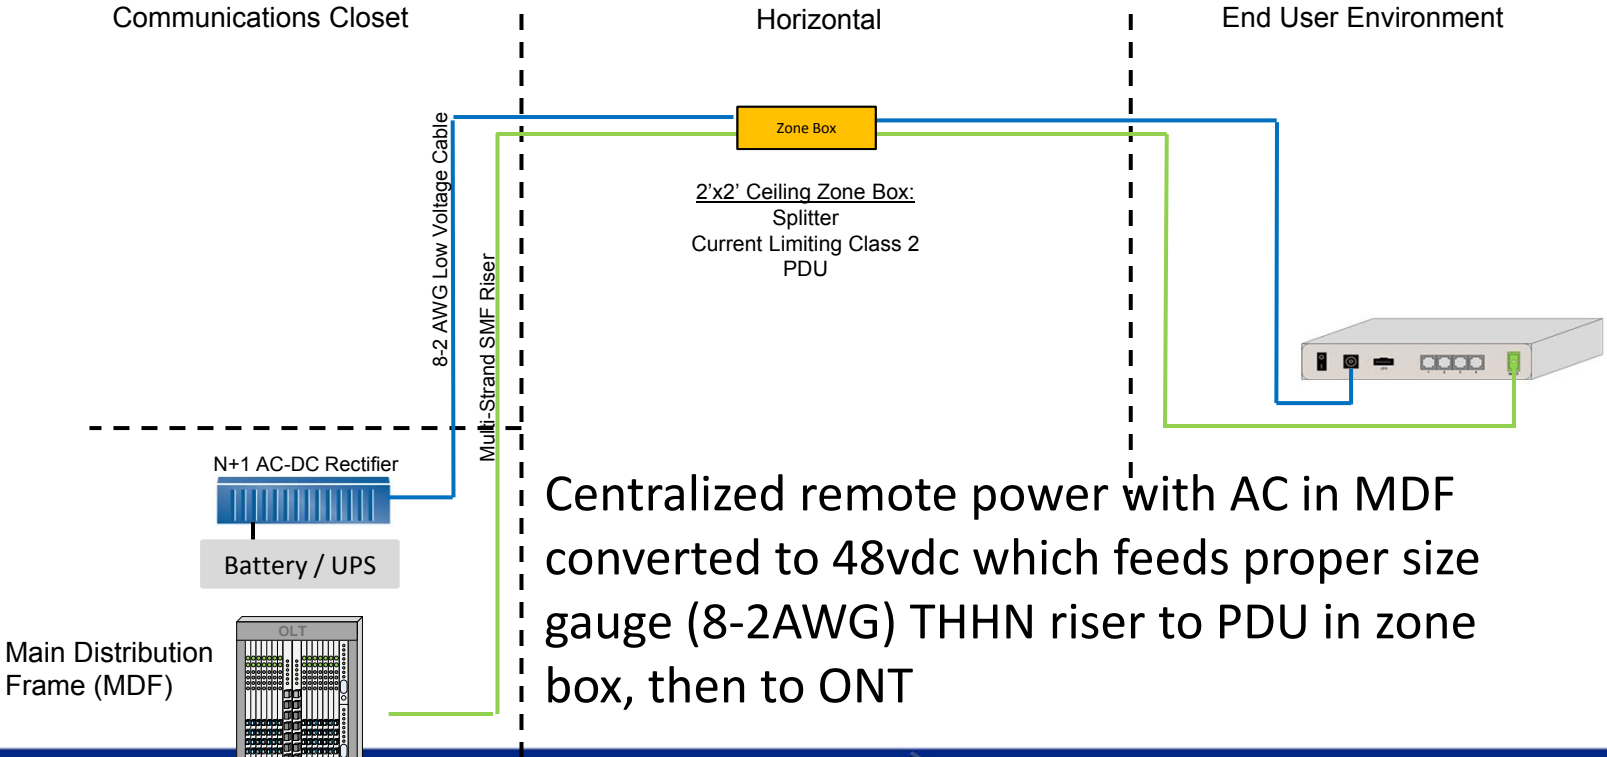 Communications Closet
Horizontal
End User Environment
8-2 AWG Low Voltage Cable
Multi-Strand SMF Riser
Zone Box
2’x2’ Ceiling Zone Box:
Splitter
Current Limiting Class 2
PDU
N+1 AC-DC Rectifier
Battery / UPS
OLT
Main Distribution
Frame (MDF)
Centralized remote power with AC in MDF
converted to 48vdc which feeds proper size
gauge (8-2AWG) THHN riser to PDU in zone
box, then to ONT